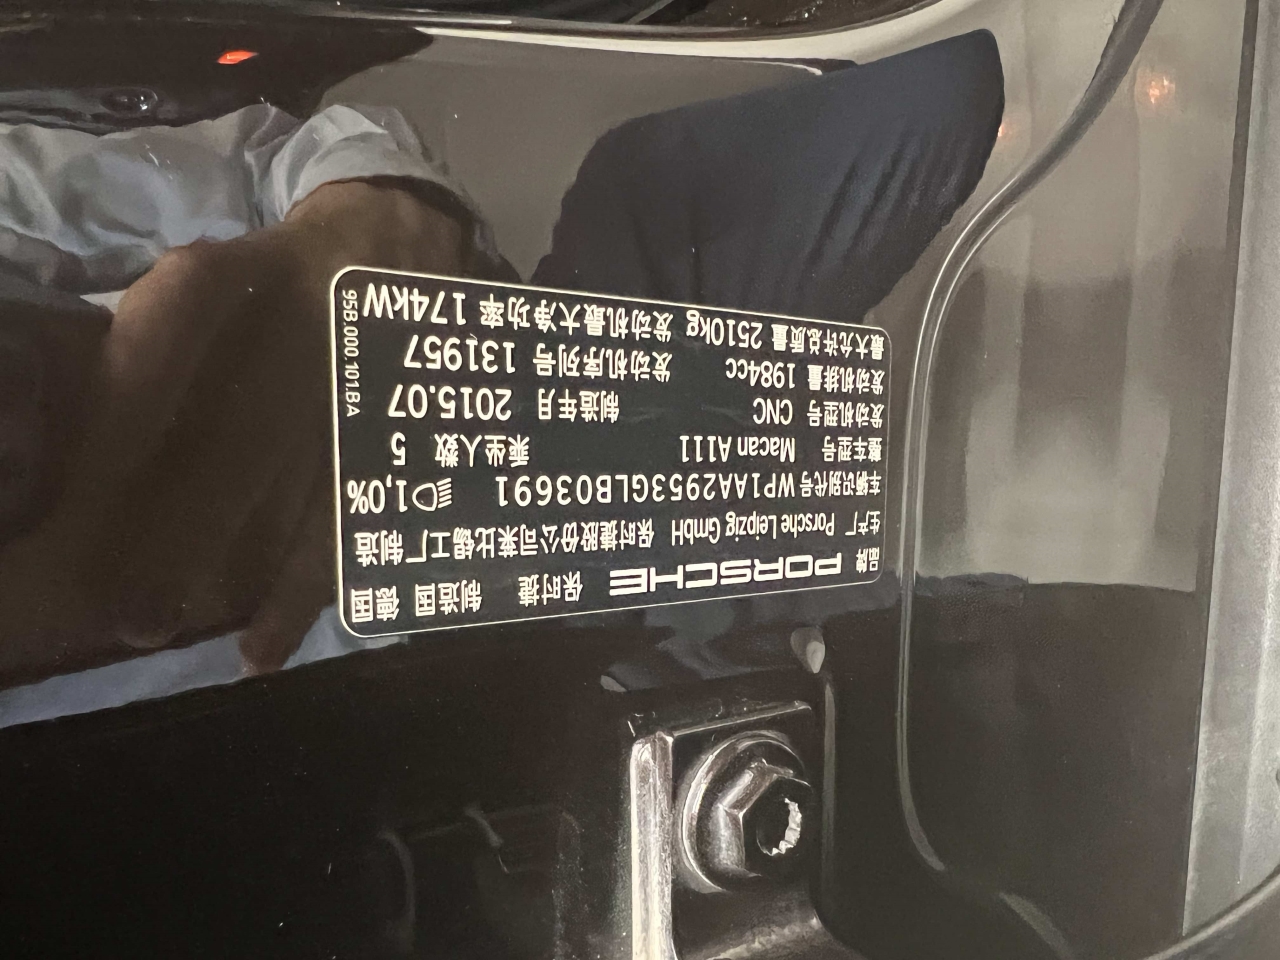 品牌 PORSCHE 保时捷 制造国 德国
生产厂 Porsche Leipzig GmbH 保时捷股份公司莱比锡工厂制造
车辆识别代号 WP1AA2953GLB03691 1,0%
整车型号 Macan A111 乘坐人数 5
发动机型号 CNC 制造年月 2015.07
发动机排量 1984cc 发动机序列号 131957
最大允许总质量 2510kg 发动机最大净功率 174kW
95B.000.101.BA